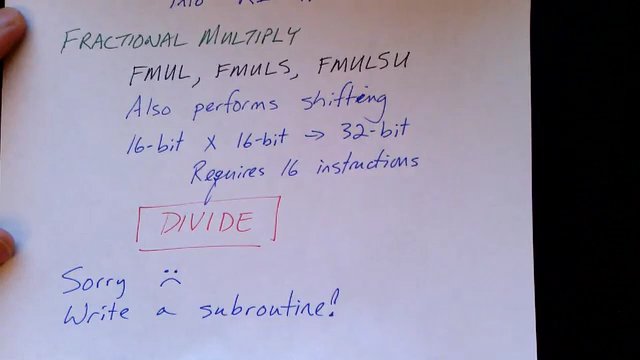 FRACTIONAL MULTIPLY
FMUL, FMULS, FMULSU
Also performs shifting
16-bit x 16-bit → 32-bit
Requires 16 instructions
DIVIDE
Sorry :(
Write a subroutine!